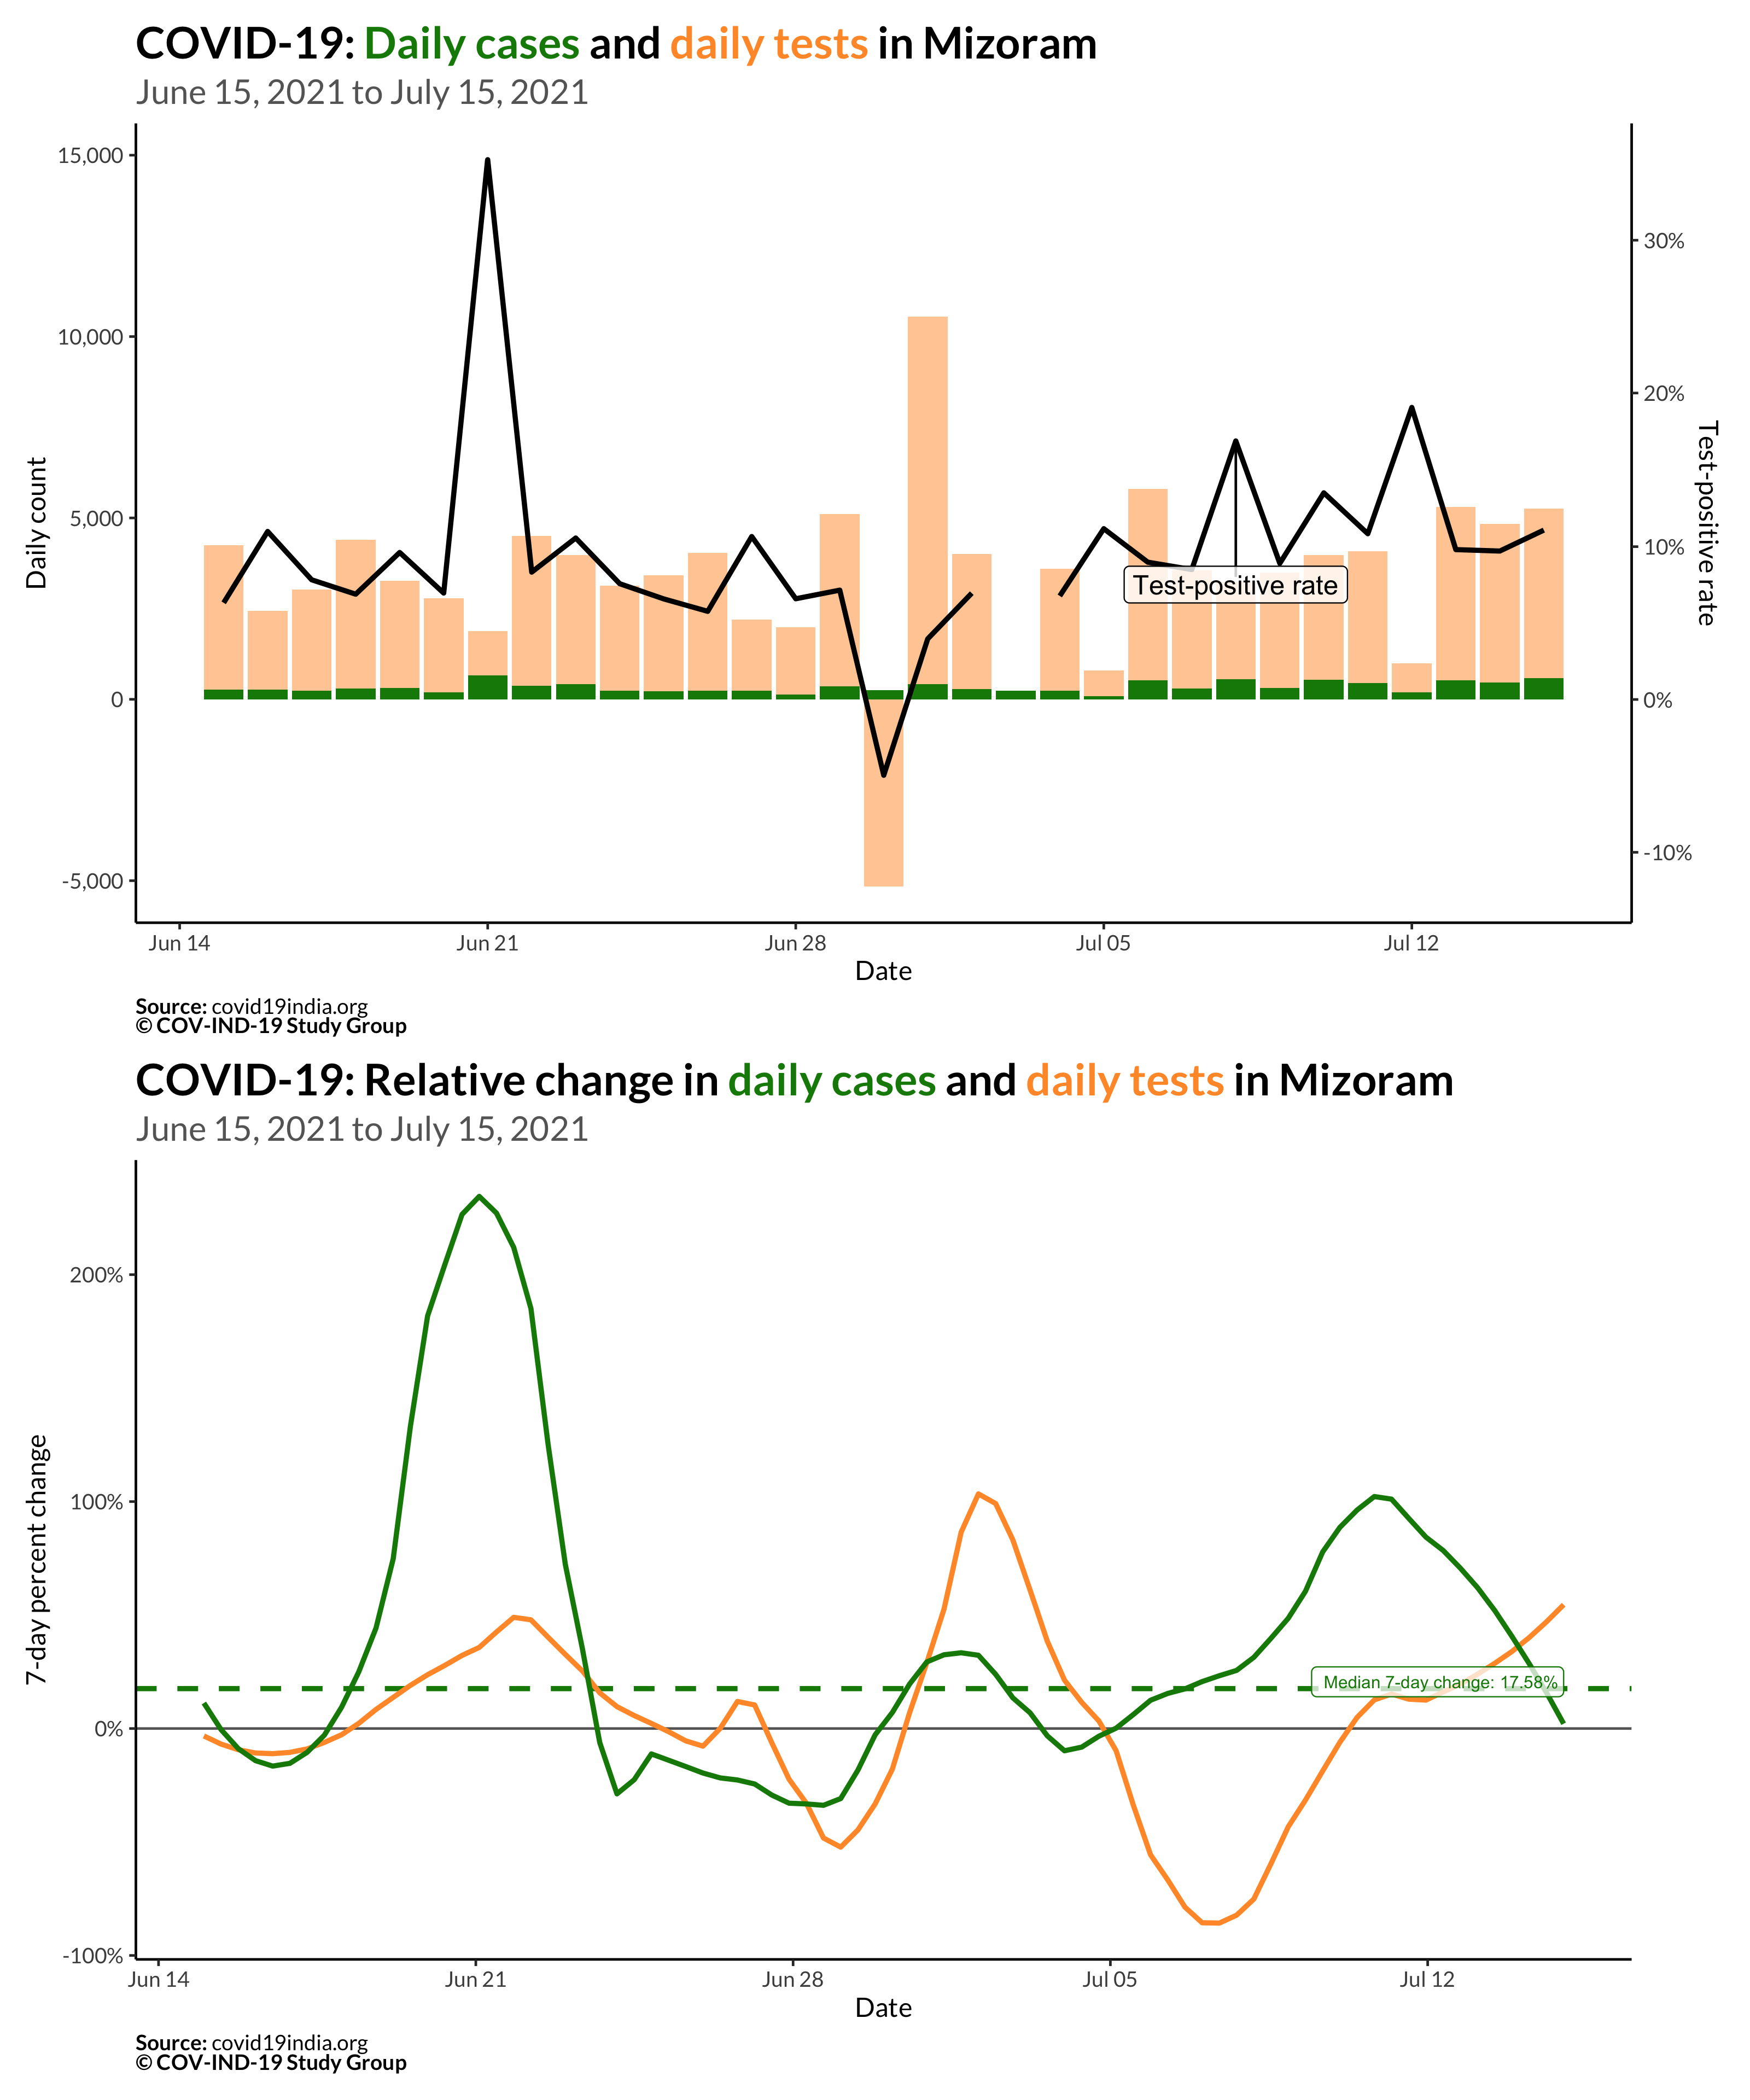 COVID-19: Daily cases and daily tests in Mizoram
June 15, 2021 to July 15, 2021
15,000
10,000
5,000
0
-5,000
Daily count
30%
20%
10%
0%
-10%
Test-positive rate
Test-positive rate
Jun 14
Jun 21
Jun 28
Jul 05
Jul 12
Date
Source: covid19india.org
© COV-IND-19 Study Group
COVID-19: Relative change in daily cases and daily tests in Mizoram
June 15, 2021 to July 15, 2021
200%
100%
0%
-100%
7-day percent change
Median 7-day change: 17.58%
Jun 14
Jun 21
Jun 28
Jul 05
Jul 12
Date
Source: covid19india.org
© COV-IND-19 Study Group